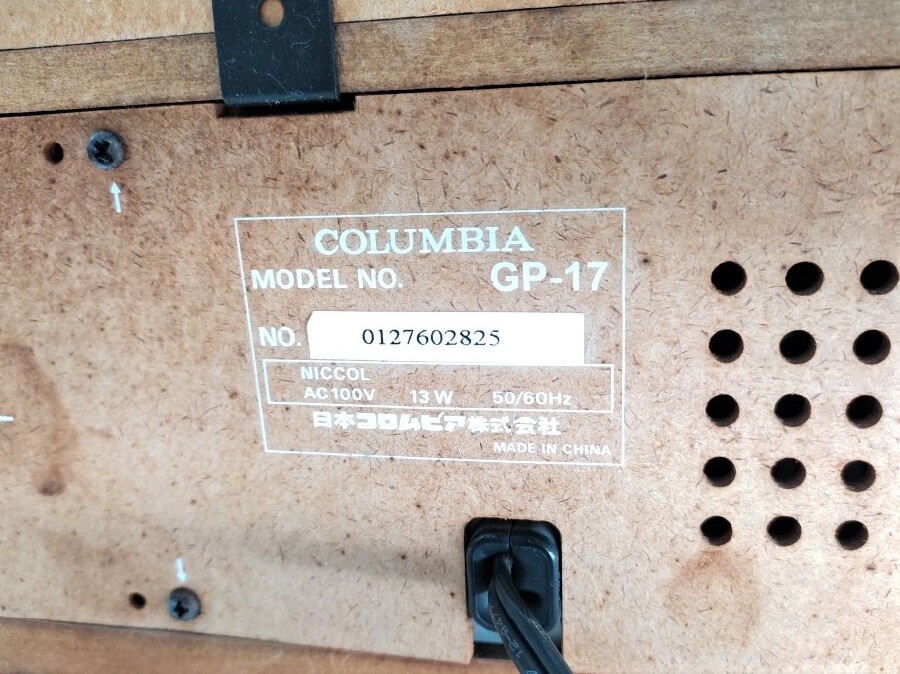 COLUMBIA
MODEL NO. GP-17
NO. 0127602825
NICCOL
AC100V 13W 50/60Hz
日本コロムビア株式会社
MADE IN CHINA